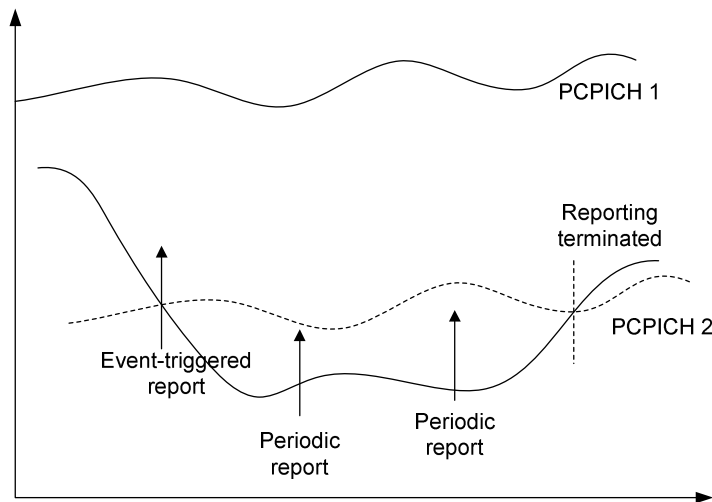 PCPICH 1
Reporting
terminated
PCPICH 2
Event-triggered
report
Periodic
report
Periodic
report